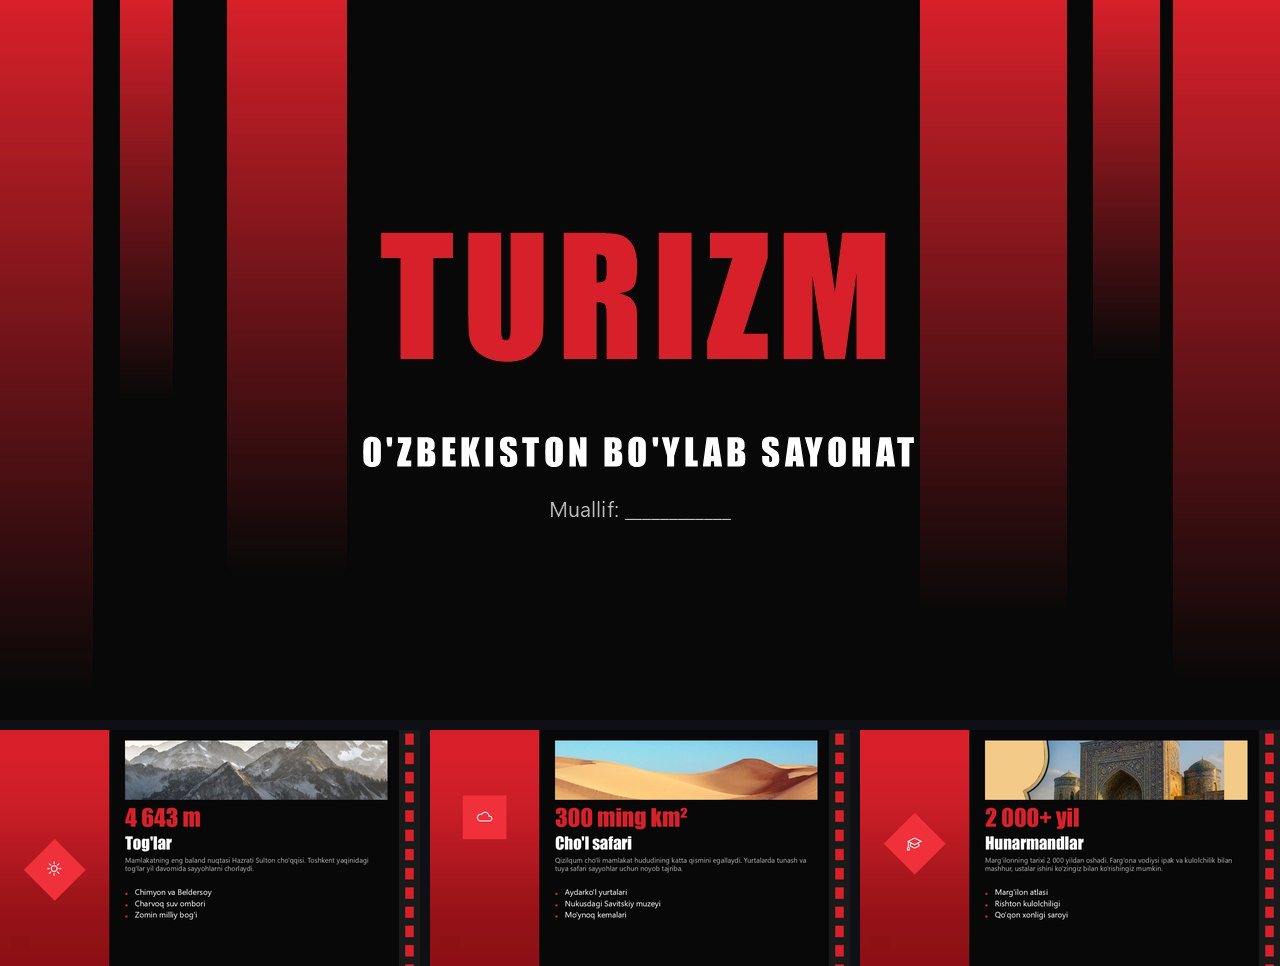 TURIZM
O'ZBEKISTON BO'YLAB SAYOHAT
Muallif: ____________
4 643 m
Tog'lar
Mamlakatning eng baland nuqtasi Hazrati Sulton cho'qqisi. Toshkent yaqinidagi
tog'lar yil davomida sayyohlarni chorlaydi.
• Chimyon va Beldersoy
• Charvoq suv ombori
• Zomin milliy bog'i
300 ming km²
Cho'l safari
Qizilqum cho'li mamlakat hududining katta qismini egallaydi. Yurtalarda tunash va
tuya safari sayyohlar uchun noyob tajriba.
• Aydarko'l yurtalari
• Nukusdagi Savitskiy muzeyi
• Mo'ynoq kemalari
2 000+ yil
Hunarmandlar
Marg'ilonning tarixi 2 000 yildan oshadi. Farg'ona vodiysi ipak va kulolchilik bilan
mashhur, ustalar ishini ko'zingiz bilan ko'rishingiz mumkin.
• Marg'ilon atlasi
• Rishton kulolchiligi
• Qo'qon xonligi saroyi